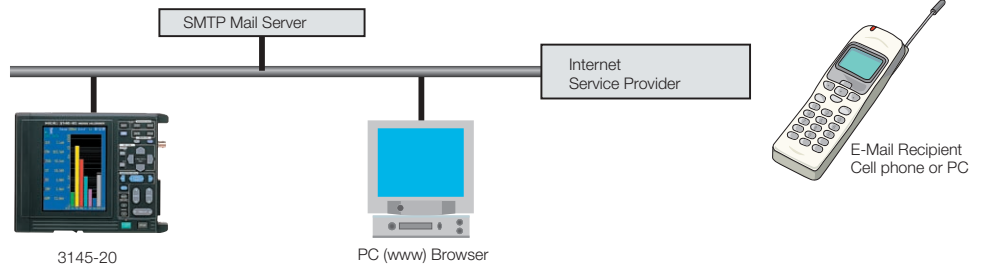 SMTP Mail Server
Internet
Service Provider
E-Mail Recipient
Cell phone or PC
3145-20
PC (www) Browser